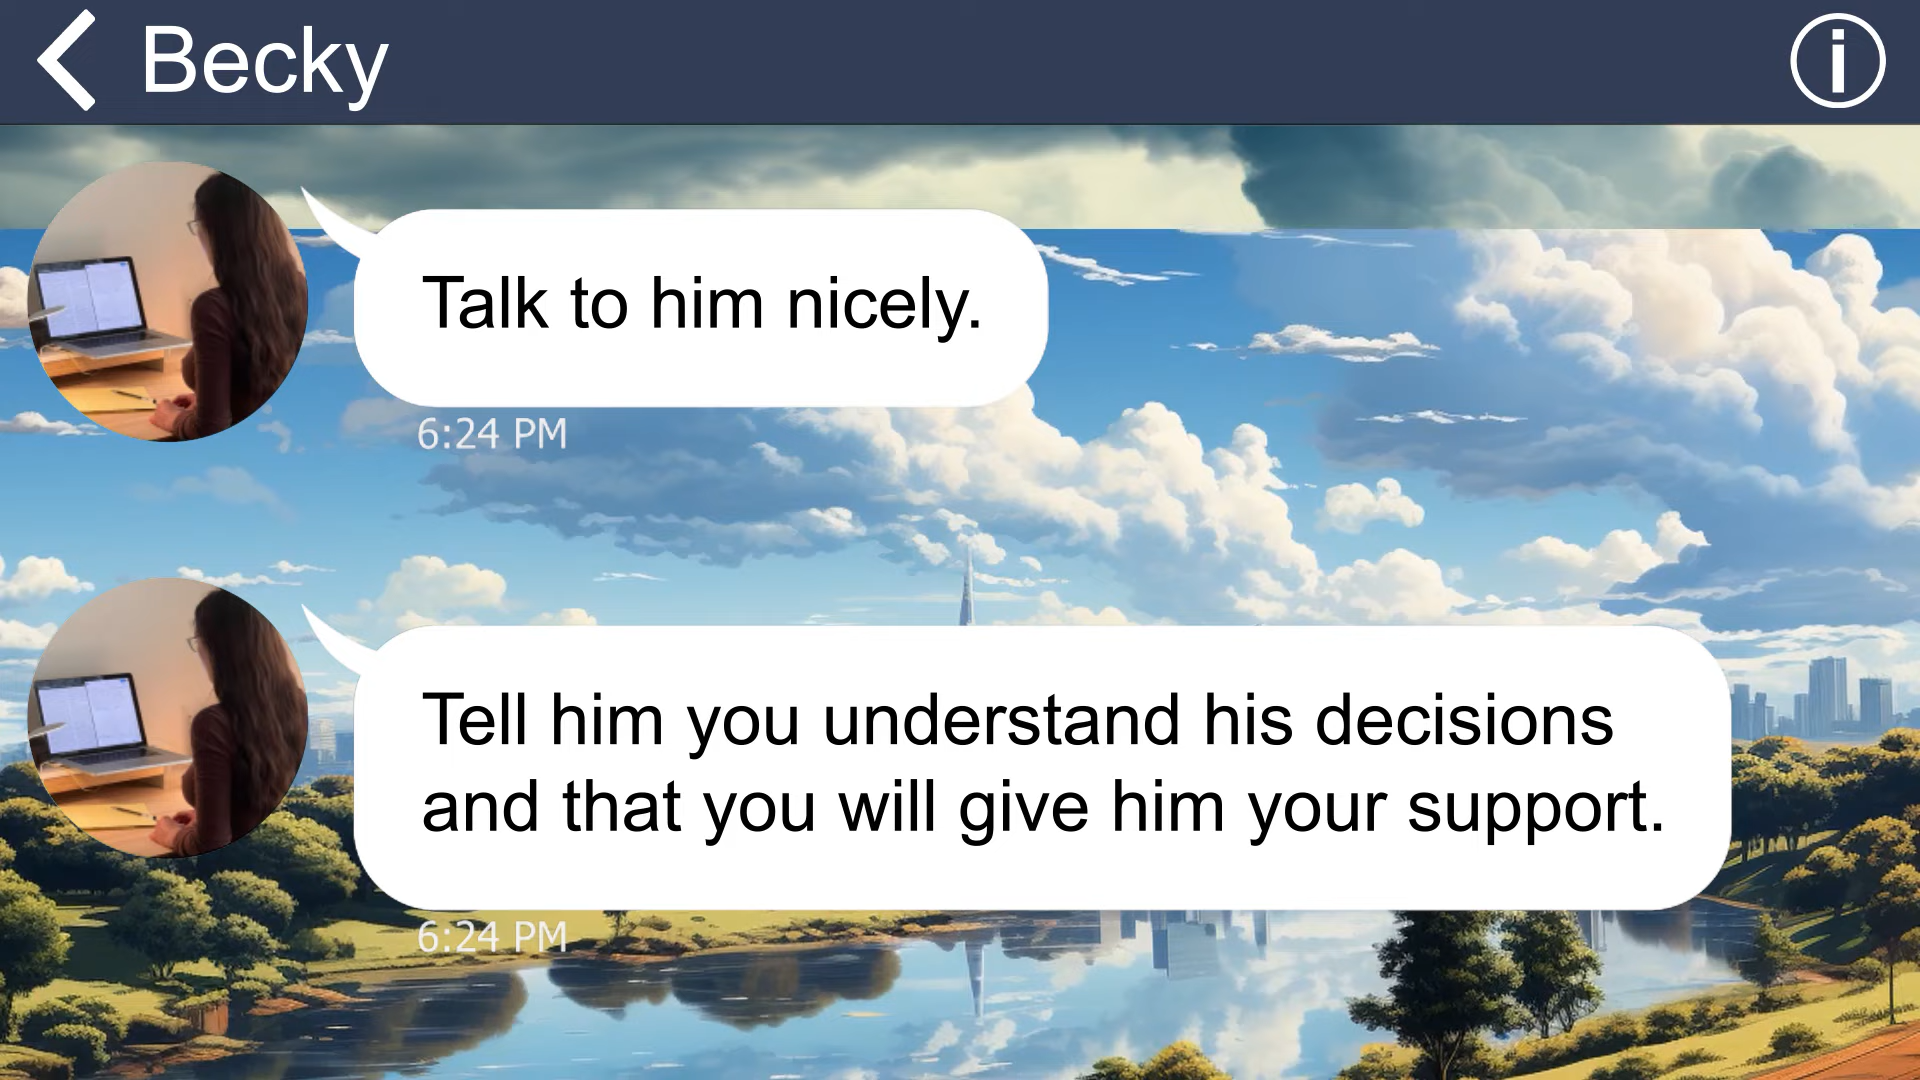 Becky
Talk to him nicely.
6:24 PM
Tell him you understand his decisions
and that you will give him your support.
6:24 PM